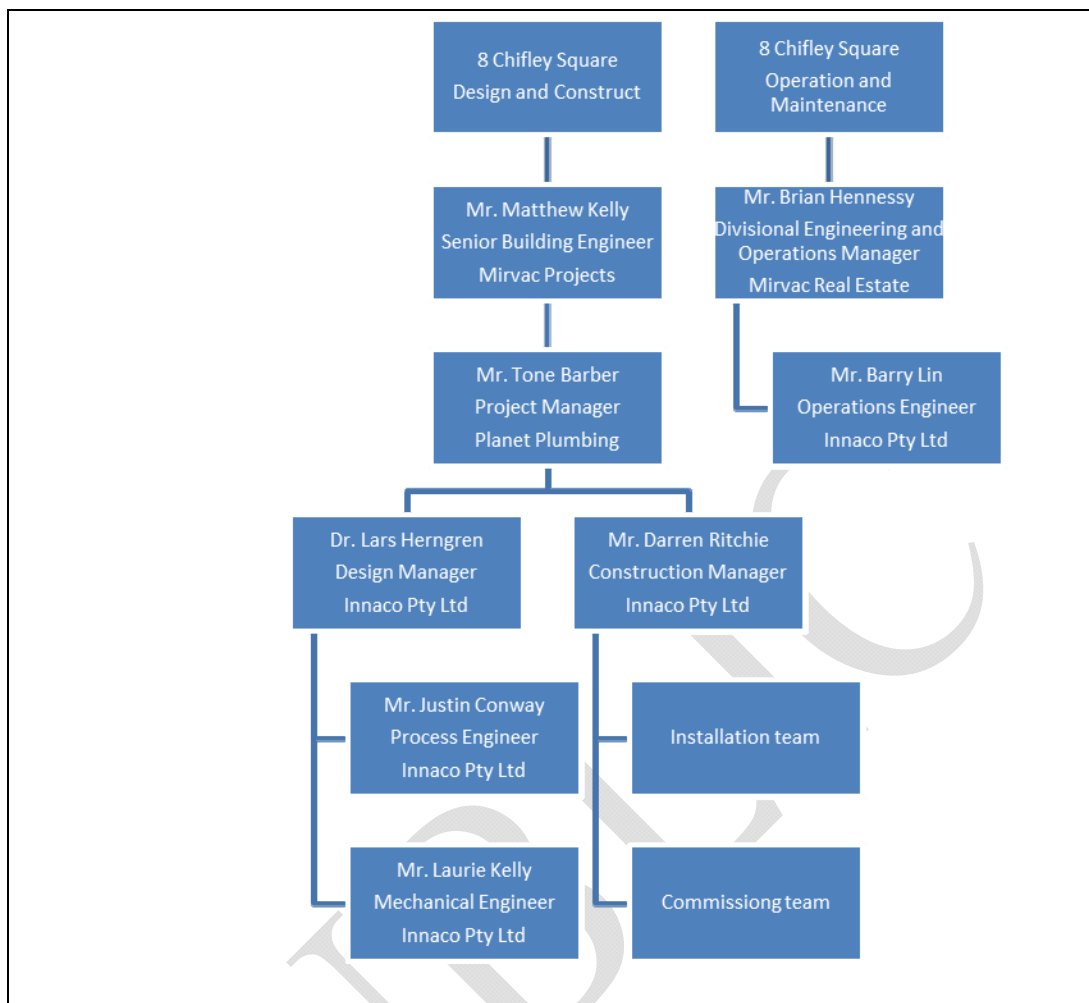 8 Chifley Square
Design and Construct
8 Chifley Square
Operation and
Maintenance
Mr. Matthew Kelly
Senior Building Engineer
Mirvac Projects
Mr. Brian Hennessy
Divisional Engineering and
Operations Manager
Mirvac Real Estate
Mr. Tone Barber
Project Manager
Planet Plumbing
Mr. Barry Lin
Operations Engineer
Innaco Pty Ltd
Dr. Lars Herngren
Design Manager
Innaco Pty Ltd
Mr. Darren Ritchie
Construction Manager
Innaco Pty Ltd
Mr. Justin Conway
Process Engineer
Innaco Pty Ltd
Installation team
Mr. Laurie Kelly
Mechanical Engineer
Innaco Pty Ltd
Commissiong team